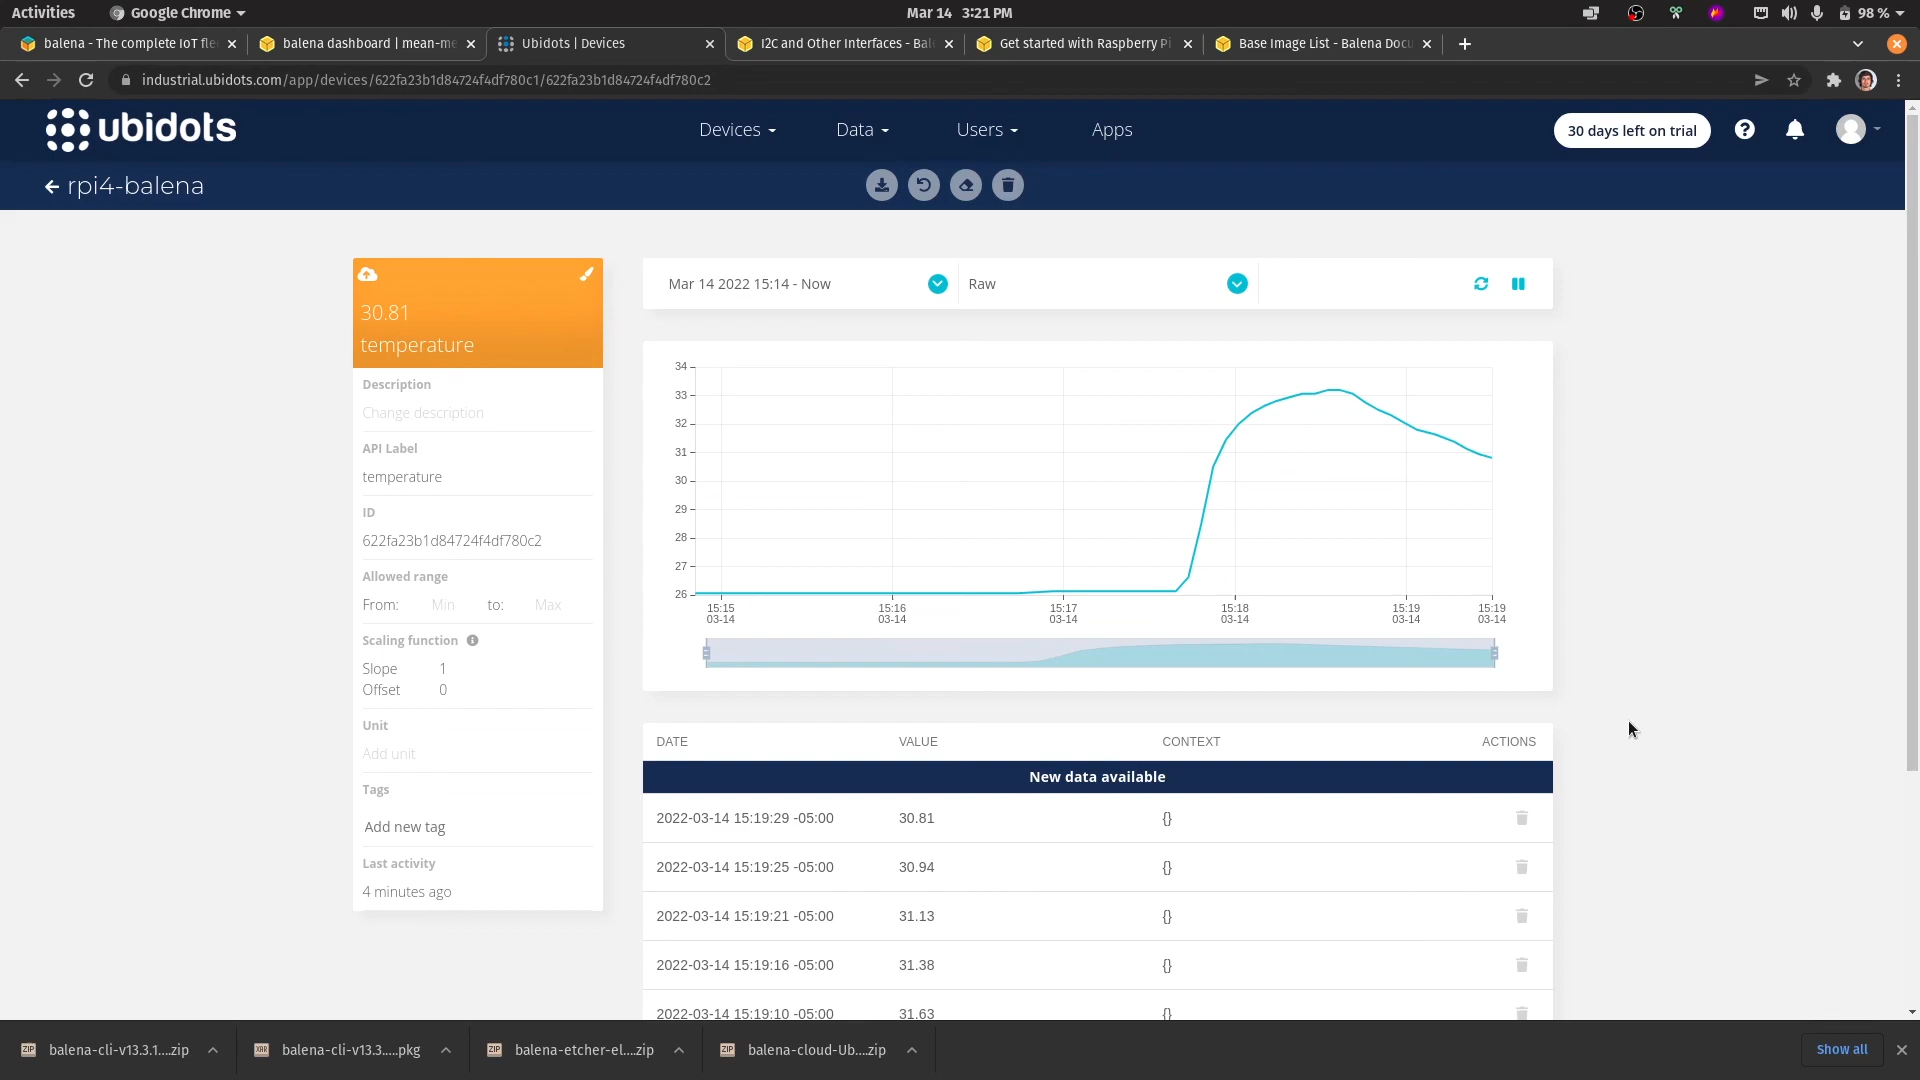 Activities
Google Chrome
Mar 14 3:21 PM
98 %
balena - The complete IoT fle
balena dashboard | mean-me
Ubidots | Devices
I2C and Other Interfaces - Bale
Get started with Raspberry Pi
Base Image List - Balena Docu
industrial.ubidots.com/app/devices/622fa23b1d84724f4df780c1/622fa23b1d84724f4df780c2
ubidots
Devices
Data
Users
Apps
30 days left on trial
rpi4-balena
30.81
temperature
Description
Change description
API Label
temperature
ID
622fa23b1d84724f4df780c2
Allowed range
From: Min to: Max
Scaling function
Slope 1
Offset 0
Unit
Add unit
Tags
Add new tag
Last activity
4 minutes ago
Mar 14 2022 15:14 - Now
Raw
34
33
32
31
30
29
28
27
26
15:15 15:16 15:17 15:18 15:19 15:19
03-14 03-14 03-14 03-14 03-14 03-14
DATE VALUE CONTEXT ACTIONS
New data available
2022-03-14 15:19:29 -05:00 30.81 {}
2022-03-14 15:19:25 -05:00 30.94 {}
2022-03-14 15:19:21 -05:00 31.13 {}
2022-03-14 15:19:16 -05:00 31.38 {}
2022-03-14 15:19:10 -05:00 31.63 {}
ZIP balena-cli-v13.3.1....zip
XAR balena-cli-v13.3.....pkg
ZIP balena-etcher-el....zip
ZIP balena-cloud-Ub....zip
Show all